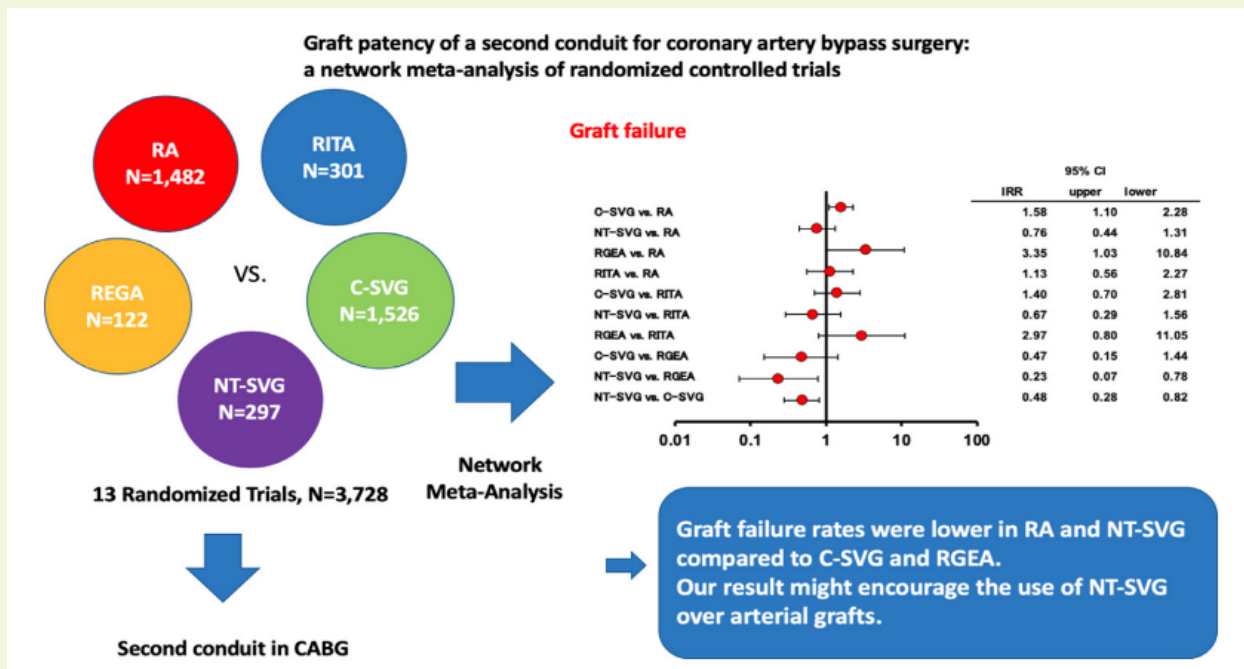 Graft patency of a second conduit for coronary artery bypass surgery:
a network meta-analysis of randomized controlled trials
RA
N=1,482
RITA
N=301
REGA
N=122
VS.
C-SVG
N=1,526
NT-SVG
N=297
13 Randomized Trials, N=3,728
Second conduit in CABG
Network
Meta-Analysis
Graft failure
95% CI
IRR upper lower
C-SVG vs. RA 1.58 1.10 2.28
NT-SVG vs. RA 0.76 0.44 1.31
RGEA vs. RA 3.35 1.03 10.84
RITA vs. RA 1.13 0.56 2.27
C-SVG vs. RITA 1.40 0.70 2.81
NT-SVG vs. RITA 0.67 0.29 1.56
RGEA vs. RITA 2.97 0.80 11.05
C-SVG vs. RGEA 0.47 0.15 1.44
NT-SVG vs. RGEA 0.23 0.07 0.78
NT-SVG vs. C-SVG 0.48 0.28 0.82
0.01 0.1 1 10 100
Graft failure rates were lower in RA and NT-SVG
compared to C-SVG and RGEA.
Our result might encourage the use of NT-SVG
over arterial grafts.